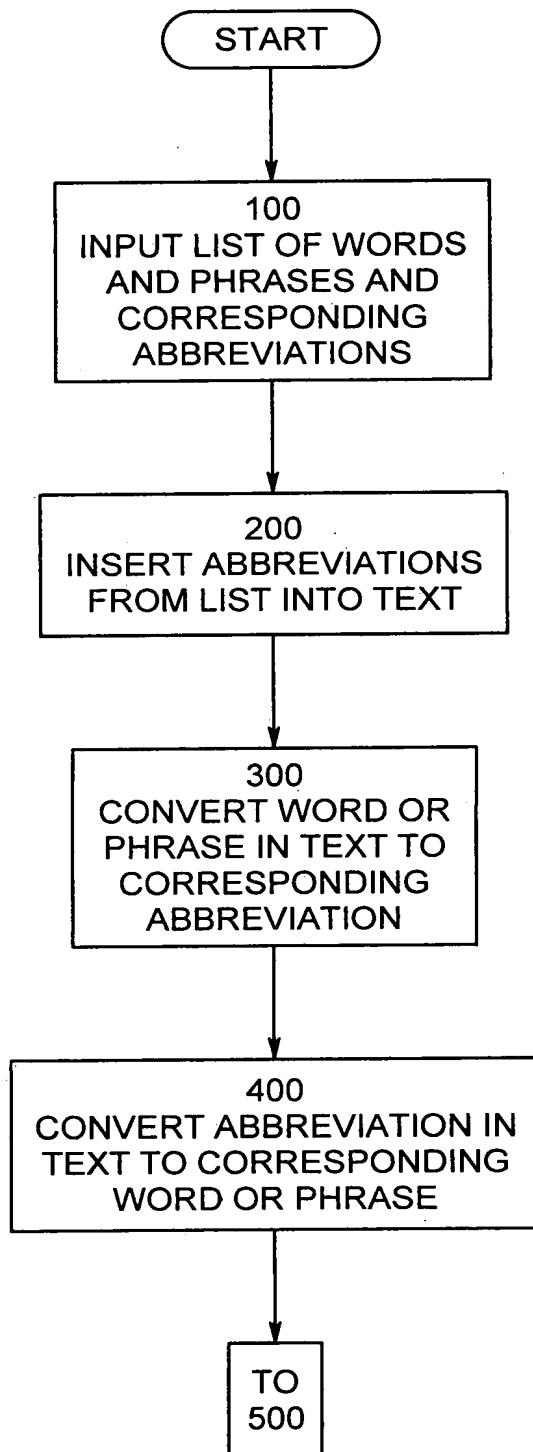 START
100
INPUT LIST OF WORDS
AND PHRASES AND
CORRESPONDING
ABBREVIATIONS
200
INSERT ABBREVIATIONS
FROM LIST INTO TEXT
300
CONVERT WORD OR
PHRASE IN TEXT TO
CORRESPONDING
ABBREVIATION
400
CONVERT ABBREVIATION IN
TEXT TO CORRESPONDING
WORD OR PHRASE
TO
500